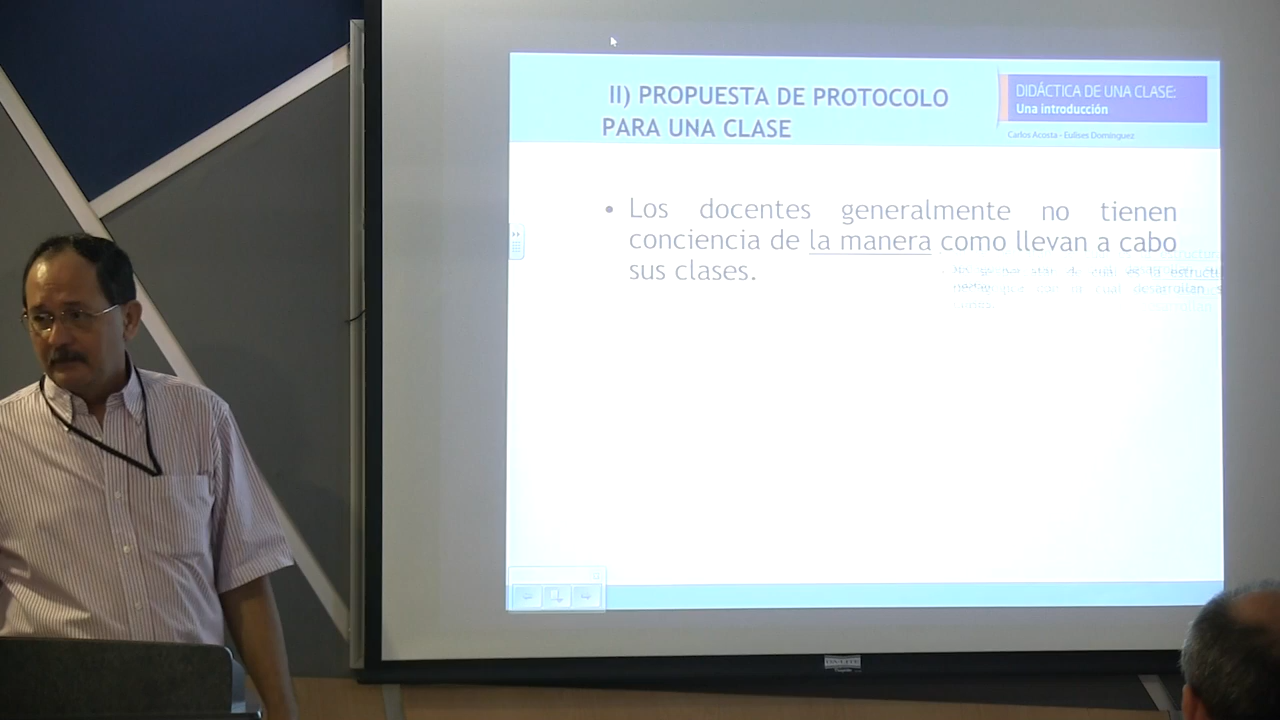 II) PROPUESTA DE PROTOCOLO
PARA UNA CLASE
DIDÁCTICA DE UNA CLASE:
Una introducción
Carlos Acosta - Eulises Domínguez
• Los docentes generalmente no tienen
conciencia de la manera como llevan a cabo
sus clases.